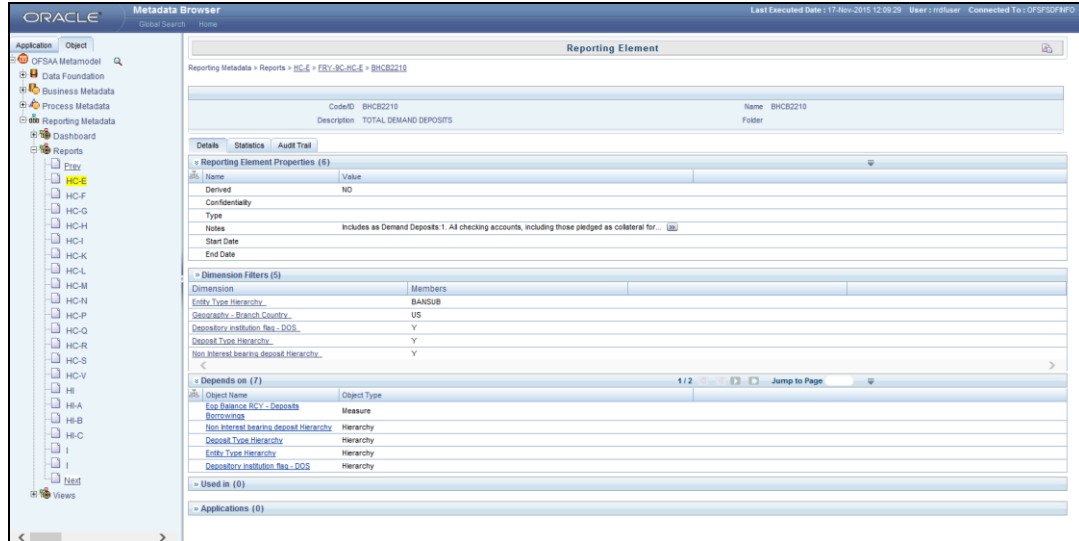 ORACLE
Metadata Browser
Last Executed Date : 17-Nov-2015 12:09:29 User : rrdfuser Connected To : OFSFSDFINFO
Global Search Home
Application Object
OFSAA Metamodel
Data Foundation
Business Metadata
Process Metadata
Reporting Metadata
Dashboard
Reports
Prev
HC-E
HC-F
HC-G
HC-H
HC-I
HC-K
HC-L
HC-M
HC-N
HC-P
HC-Q
HC-R
HC-S
HC-V
HI
HI-A
HI-B
HI-C
I
I
Next
Views
Reporting Element
Reporting Metadata > Reports > HC-E > FRY-9C-HC-E > BHCB2210
Code/ID BHCB2210 Name BHCB2210
Description TOTAL DEMAND DEPOSITS Folder
Details Statistics Audit Trail
Reporting Element Properties (6)
Name Value
Derived NO
Confidentiality
Type
Notes Includes as Demand Deposits:1. All checking accounts, including those pledged as collateral for...
Start Date
End Date
Dimension Filters (5)
Dimension Members
Entity Type Hierarchy BANSUB
Geography - Branch Country US
Depository institution flag - DOS Y
Deposit Type Hierarchy Y
Non Interest bearing deposit Hierarchy Y
Depends on (7) 1 / 2 Jump to Page
Object Name Object Type
Eop Balance RCY - Deposits
Borrowings Measure
Non Interest bearing deposit Hierarchy Hierarchy
Deposit Type Hierarchy Hierarchy
Entity Type Hierarchy Hierarchy
Depository institution flag - DOS Hierarchy
Used in (0)
Applications (0)